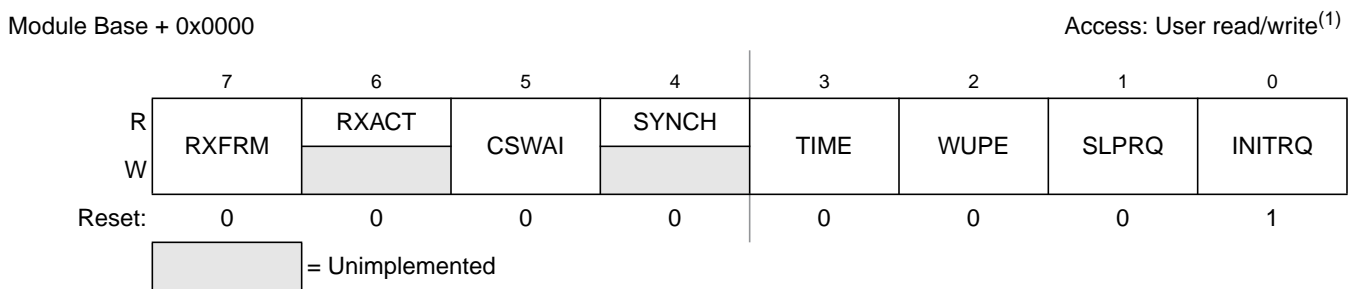 Module Base + 0x0000 Access: User read/write(1)
7 6 5 4 3 2 1 0
R RXFRM RXACT CSWAI SYNCH TIME WUPE SLPRQ INITRQ
W
Reset: 0 0 0 0 0 0 0 1
= Unimplemented